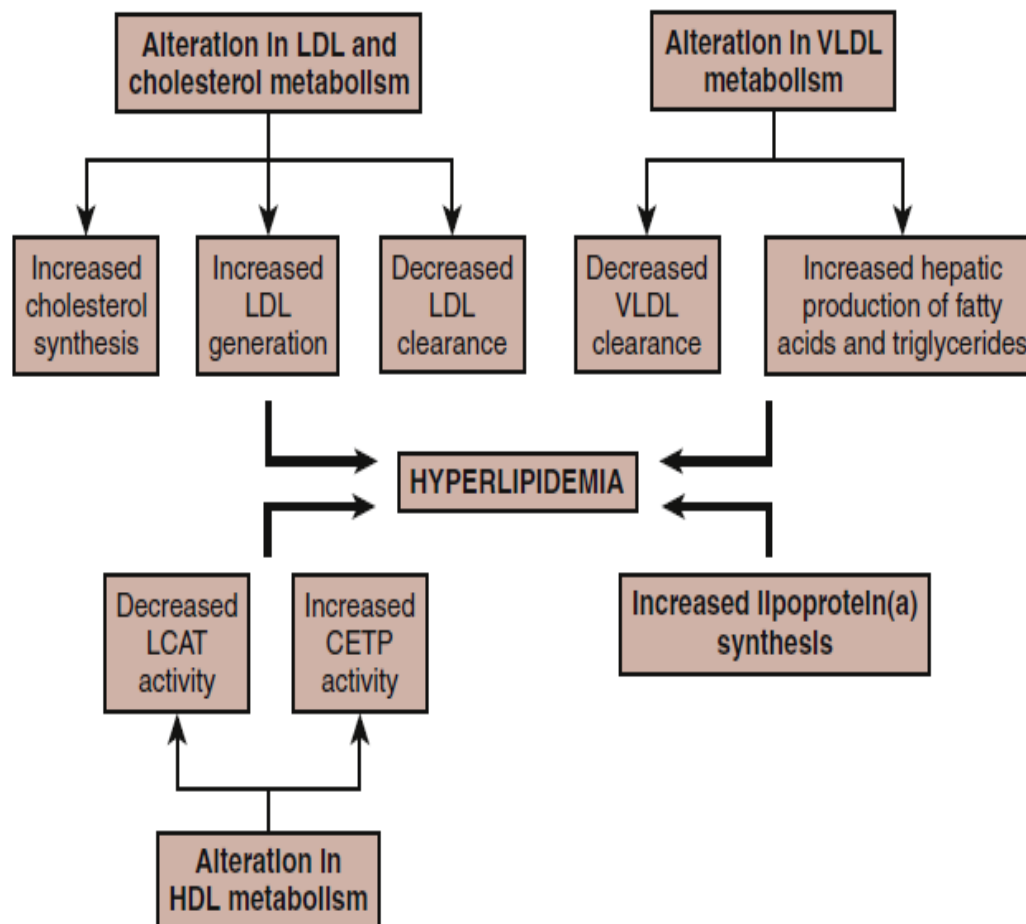 Alteration in LDL and
cholesterol metabolism
Alteration in VLDL
metabolism
Increased
cholesterol
synthesis
Increased
LDL
generation
Decreased
LDL
clearance
Decreased
VLDL
clearance
Increased hepatic
production of fatty
acids and triglycerides
HYPERLIPIDEMIA
Decreased
LCAT
activity
Increased
CETP
activity
Increased lipoprotein(a)
synthesis
Alteration in
HDL metabolism